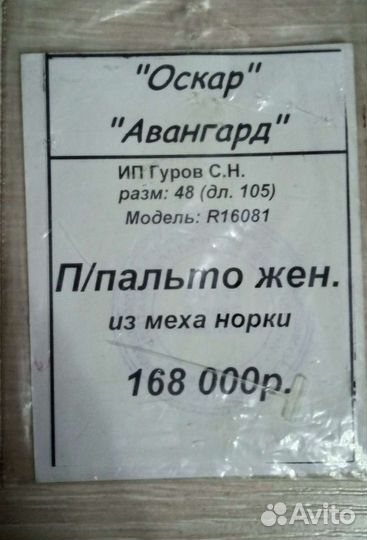 "Оскар"
"Авангард"
ИП Гуров С.Н.
разм: 48 (дл. 105)
Модель: R16081
П/пальто жен.
из меха норки
168 000р.
Avito